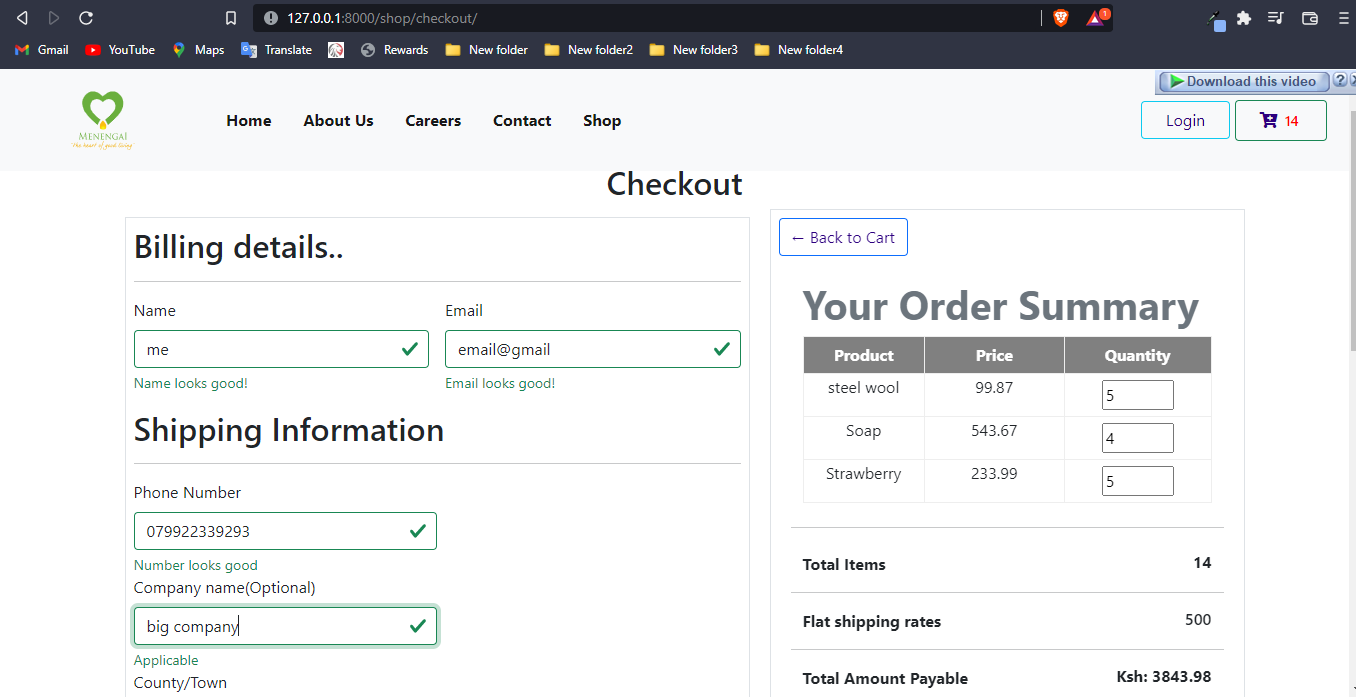 127.0.0.1:8000/shop/checkout/
1
Gmail YouTube Maps Translate Rewards New folder New folder2 New folder3 New folder4
Download this video ?
MENENGAI
the heart of good living
Home About Us Careers Contact Shop
Login 14
Checkout
Billing details..
Name Email
me email@gmail
Name looks good! Email looks good!
Shipping Information
Phone Number
079922339293
Number looks good
Company name(Optional)
big company
Applicable
County/Town
← Back to Cart
Your Order Summary
Product Price Quantity
steel wool 99.87 5
Soap 543.67 4
Strawberry 233.99 5
Total Items 14
Flat shipping rates 500
Total Amount Payable Ksh: 3843.98